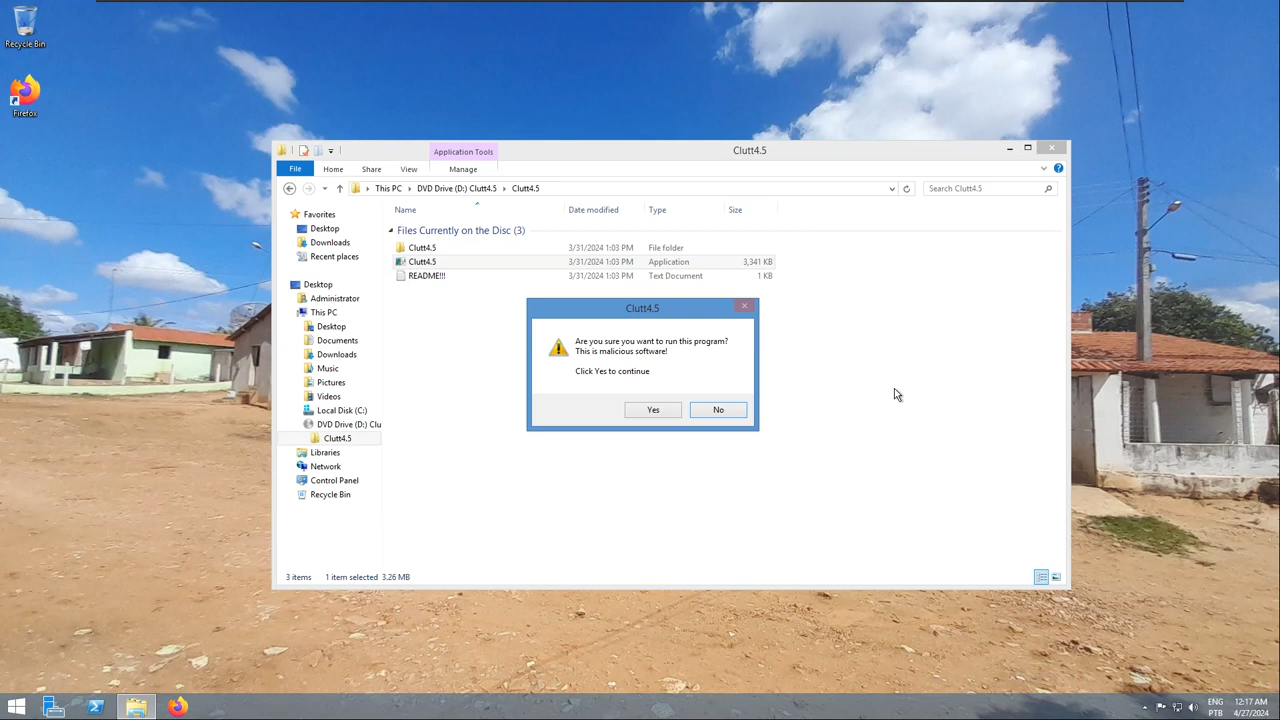 Recycle Bin
Firefox
Application Tools
Clutt4.5
File
Home
Share
View
Manage
This PC
DVD Drive (D:) Clutt4.5
Clutt4.5
Search Clutt4.5
Name
Date modified
Type
Size
Files Currently on the Disc (3)
Clutt4.5
3/31/2024 1:03 PM
File folder
Clutt4.5
3/31/2024 1:03 PM
Application
3,341 KB
README!!!
3/31/2024 1:03 PM
Text Document
1 KB
Favorites
Desktop
Downloads
Recent places
Desktop
Administrator
This PC
Desktop
Documents
Downloads
Music
Pictures
Videos
Local Disk (C:)
DVD Drive (D:) Clu
Clutt4.5
Libraries
Network
Control Panel
Recycle Bin
Clutt4.5
Are you sure you want to run this program?
This is malicious software!
Click Yes to continue
Yes
No
3 items
1 item selected 3.26 MB
ENG
PTB
12:17 AM
4/27/2024